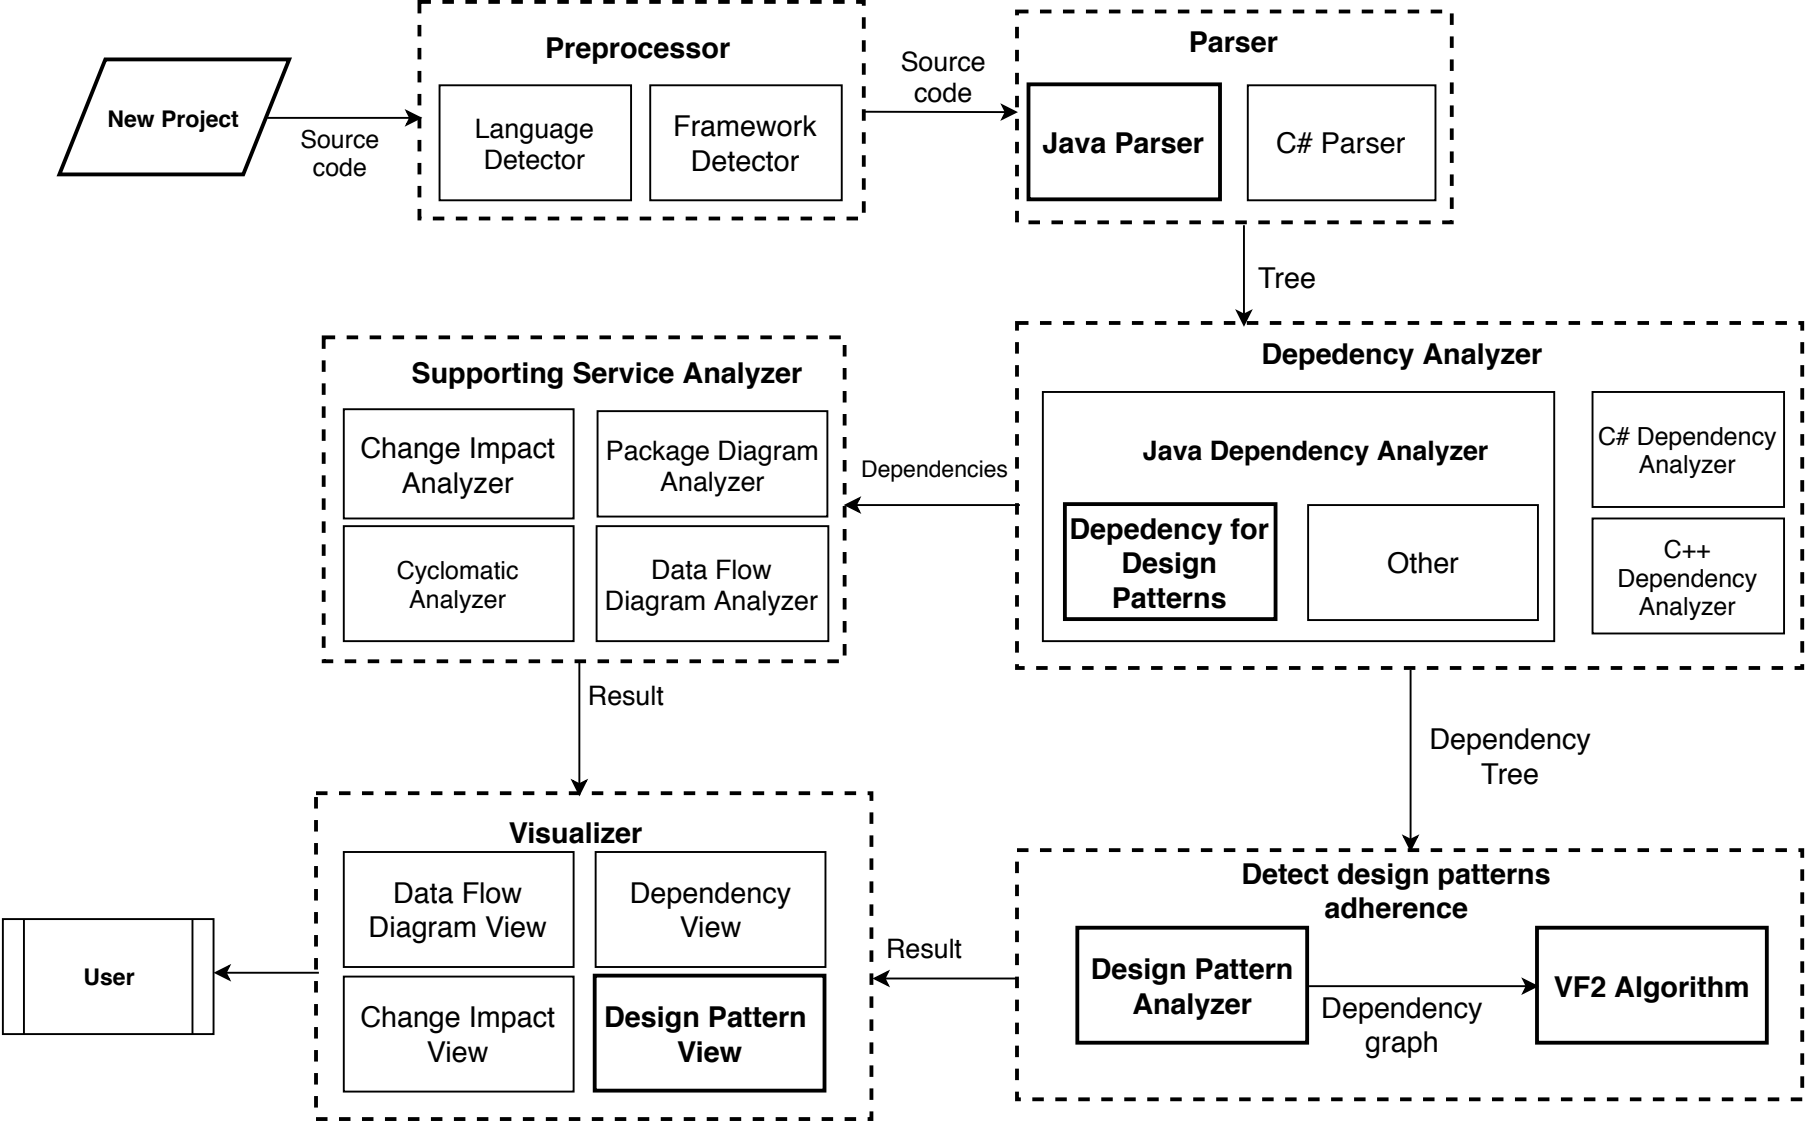 New Project
Source
code
Preprocessor
Language
Detector
Framework
Detector
Source
code
Parser
Java Parser
C# Parser
Tree
Depedency Analyzer
Java Dependency Analyzer
Depedency for
Design
Patterns
Other
C# Dependency
Analyzer
C++
Dependency
Analyzer
Dependencies
Supporting Service Analyzer
Change Impact
Analyzer
Package Diagram
Analyzer
Cyclomatic
Analyzer
Data Flow
Diagram Analyzer
Result
Dependency
Tree
Detect design patterns
adherence
Design Pattern
Analyzer
Dependency
graph
VF2 Algorithm
Result
Visualizer
Data Flow
Diagram View
Dependency
View
Change Impact
View
Design Pattern
View
User